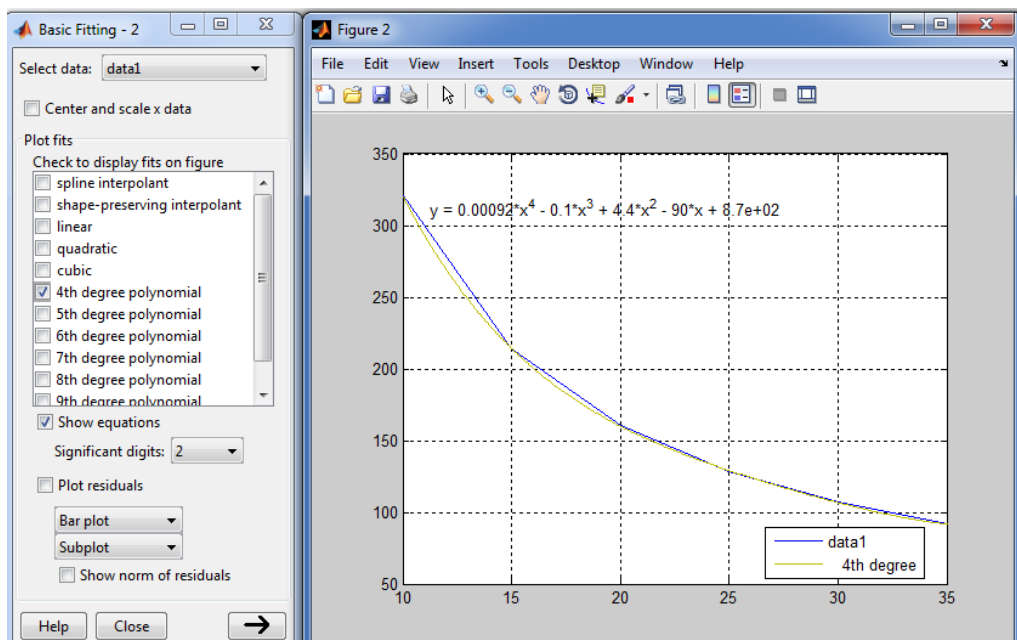 Basic Fitting - 2
Select data: data1
Center and scale x data
Plot fits
Check to display fits on figure
spline interpolant
shape-preserving interpolant
linear
quadratic
cubic
4th degree polynomial
5th degree polynomial
6th degree polynomial
7th degree polynomial
8th degree polynomial
9th degree polynomial
Show equations
Significant digits: 2
Plot residuals
Bar plot
Subplot
Show norm of residuals
Help Close
Figure 2
File Edit View Insert Tools Desktop Window Help
350
300
250
200
150
100
50
y = 0.00092*x^4 - 0.1*x^3 + 4.4*x^2 - 90*x + 8.7e+02
data1
4th degree
10 15 20 25 30 35